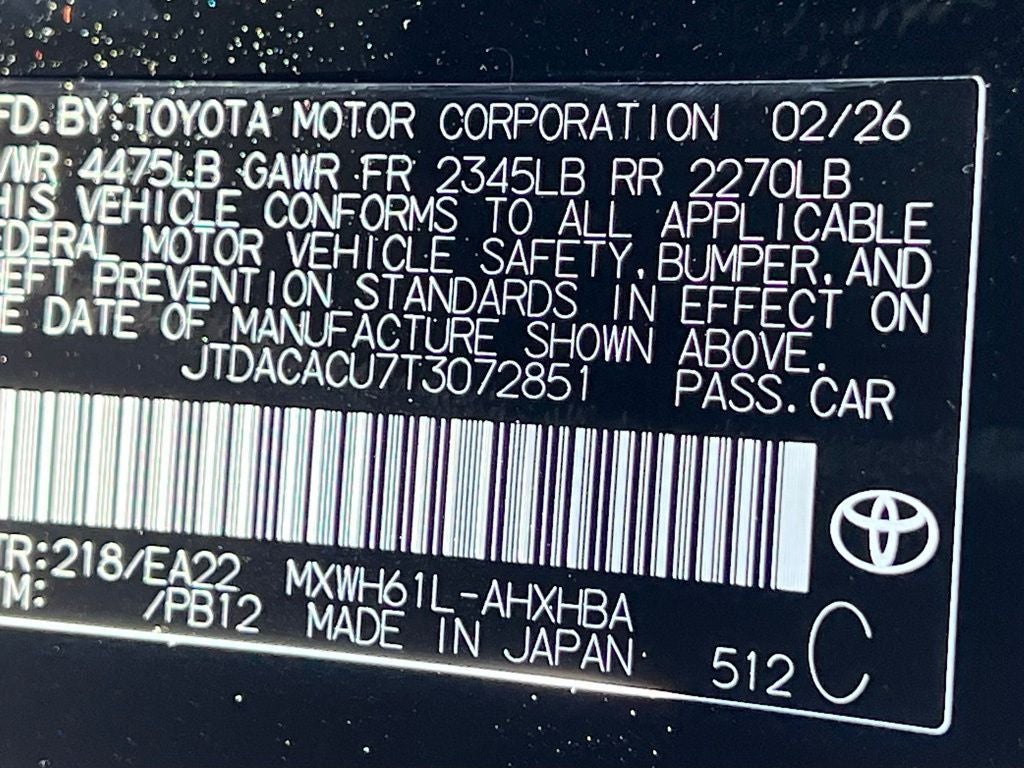 FD.BY:TOYOTA MOTOR CORPORATION 02/26
VWR 4475LB GAWR FR 2345LB RR 2270LB
HIS VEHICLE CONFORMS TO ALL APPLICABLE
EDERAL MOTOR VEHICLE SAFETY,BUMPER,AND
HEFT PREVENTION STANDARDS IN EFFECT ON
E DATE OF MANUFACTURE SHOWN ABOVE.
JTDACACU7T3072851 PASS.CAR
TR:218/EA22 MXWH61L-AHXHBA
TM: /PB12 MADE IN JAPAN 512 C